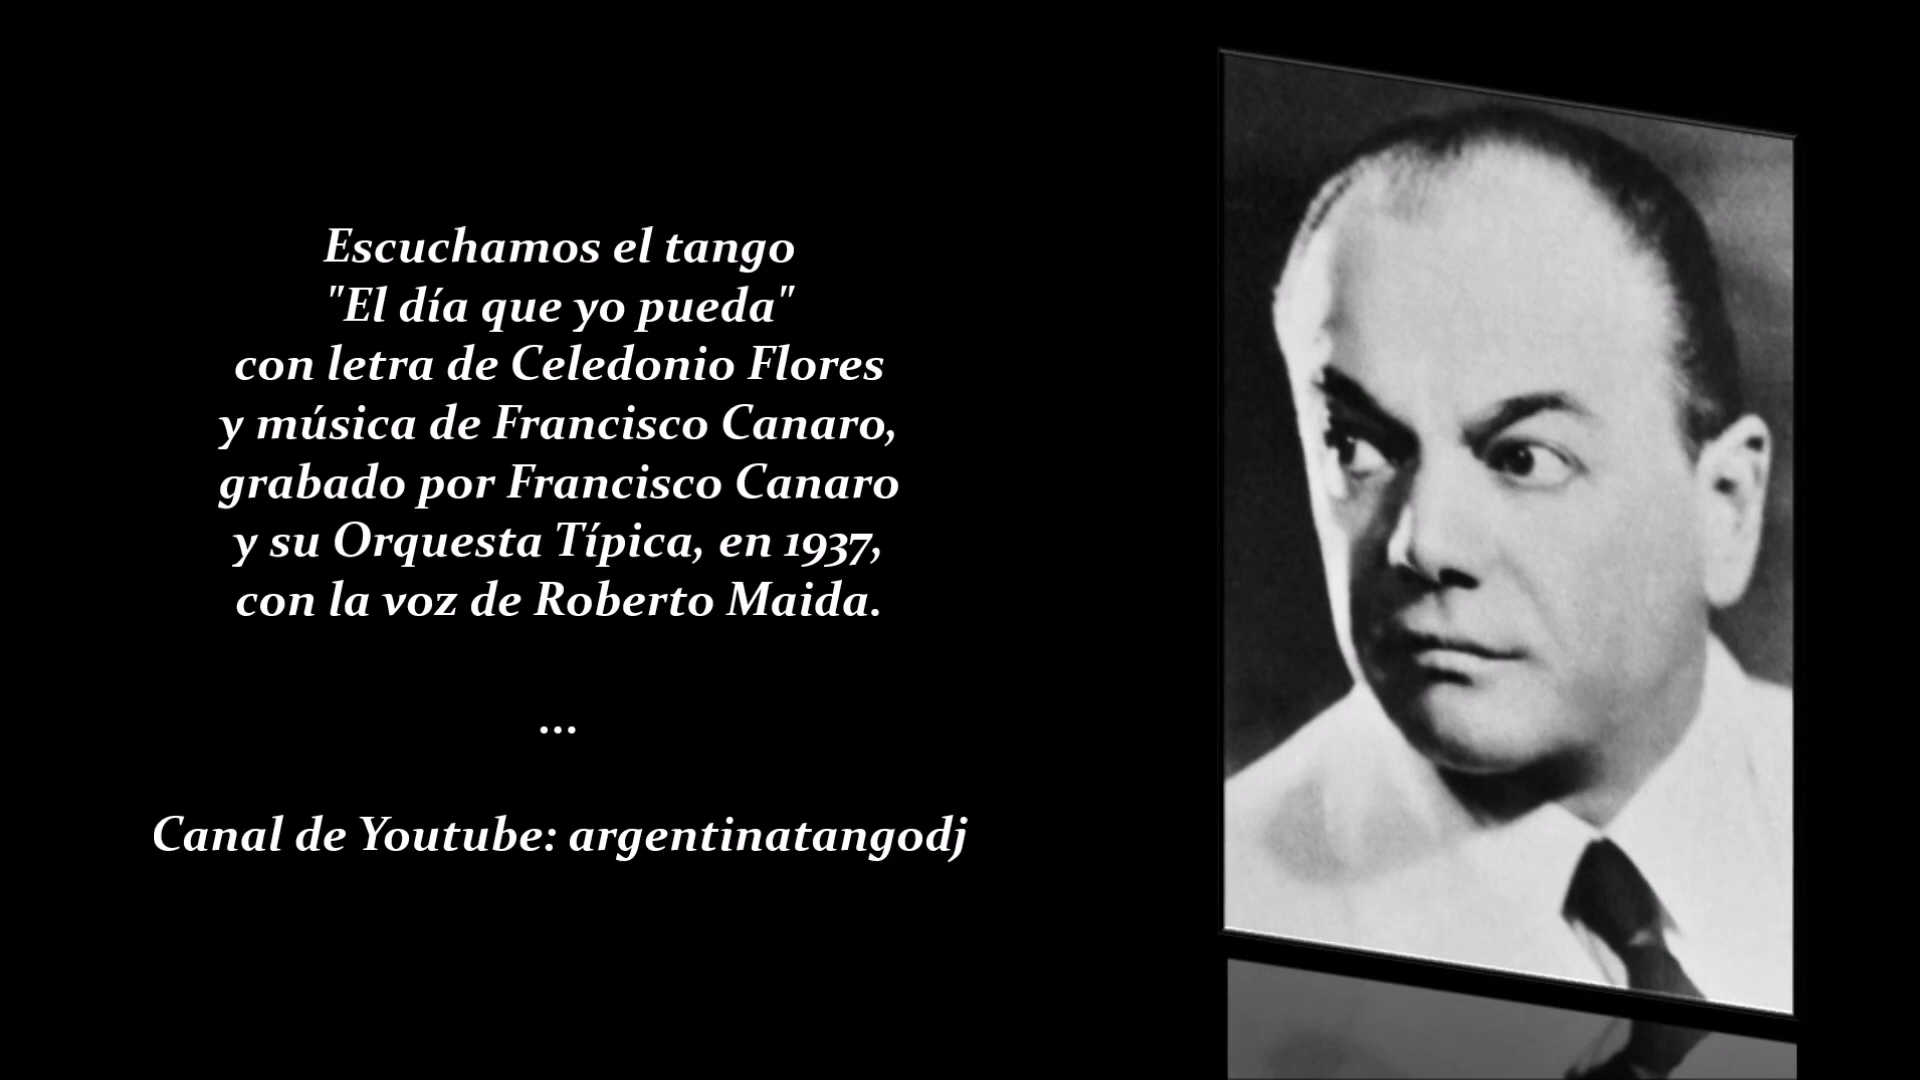 Escuchamos el tango
"El día que yo pueda"
con letra de Celedonio Flores
y música de Francisco Canaro,
grabado por Francisco Canaro
y su Orquesta Típica, en 1937,
con la voz de Roberto Maida.
...
Canal de Youtube: argentinatangodj